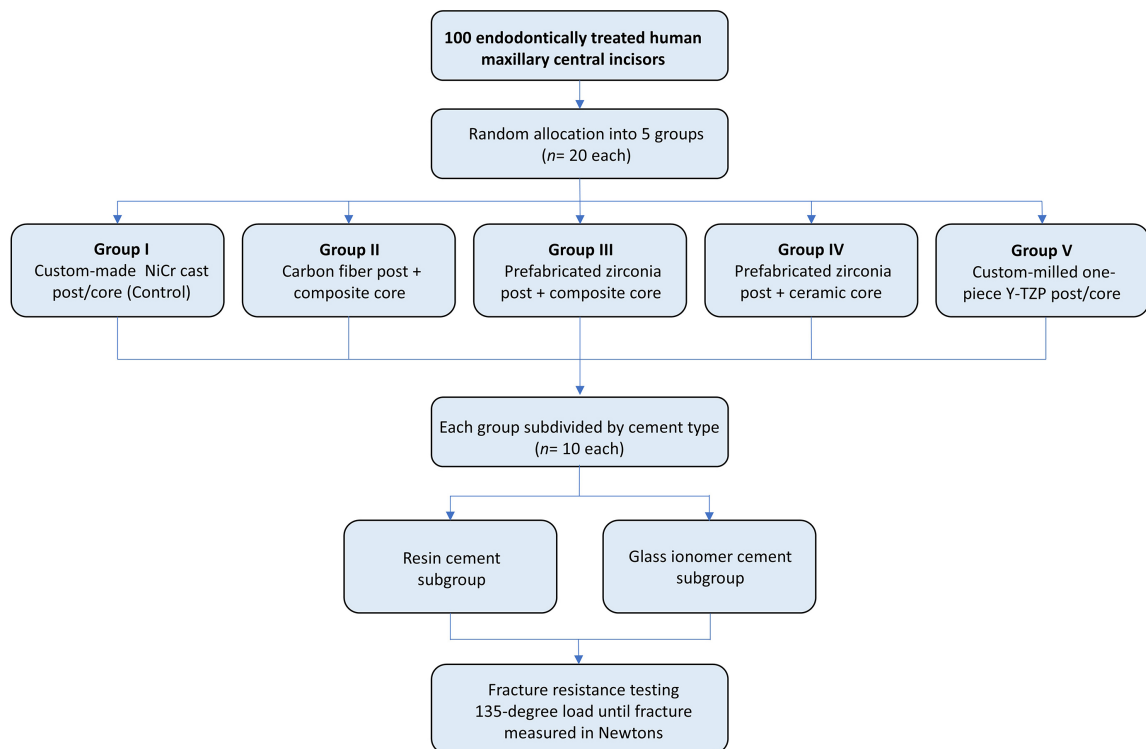 100 endodontically treated human
maxillary central incisors
Random allocation into 5 groups
(n= 20 each)
Group I
Custom-made NiCr cast
post/core (Control)
Group II
Carbon fiber post +
composite core
Group III
Prefabricated zirconia
post + composite core
Group IV
Prefabricated zirconia
post + ceramic core
Group V
Custom-milled one-
piece Y-TZP post/core
Each group subdivided by cement type
(n= 10 each)
Resin cement
subgroup
Glass ionomer cement
subgroup
Fracture resistance testing
135-degree load until fracture
measured in Newtons